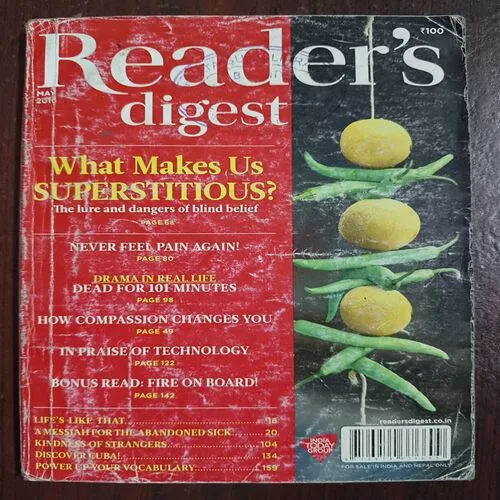 Reader's
digest
₹100
MAY
2016
What Makes Us
SUPERSTITIOUS?
The lure and dangers of blind belief
PAGE 68
NEVER FEEL PAIN AGAIN!
PAGE 80
DRAMA IN REAL LIFE
DEAD FOR 101 MINUTES
PAGE 98
HOW COMPASSION CHANGES YOU
PAGE 49
IN PRAISE OF TECHNOLOGY
PAGE 122
BONUS READ: FIRE ON BOARD!
PAGE 142
LIFE'S LIKE THAT.......16
A MESSIAH FOR THE ABANDONED SICK...20
KINDNESS OF STRANGERS.......104
DISCOVER CUBA!.......134
POWER UP YOUR VOCABULARY.......159
readersdigest.co.in
INDIA
TODAY
GROUP
FOR SALE IN INDIA AND NEPAL ONLY